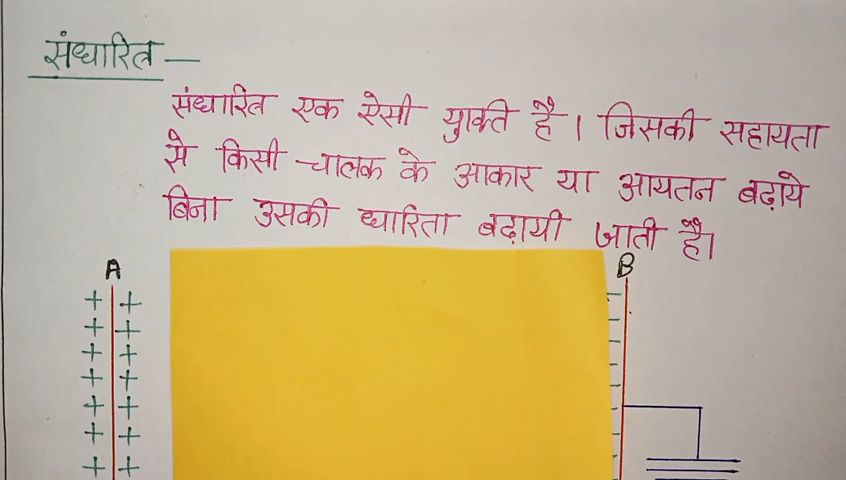 संधारित्र —
संधारित्र एक ऐसी युक्ति है। जिसकी सहायता
से किसी चालक के आकार या आयतन बढ़ाये
बिना उसकी धारिता बढ़ायी जाती है।
A B
+ +
+ +
+ +
+ +
+ +
+ +
+ +